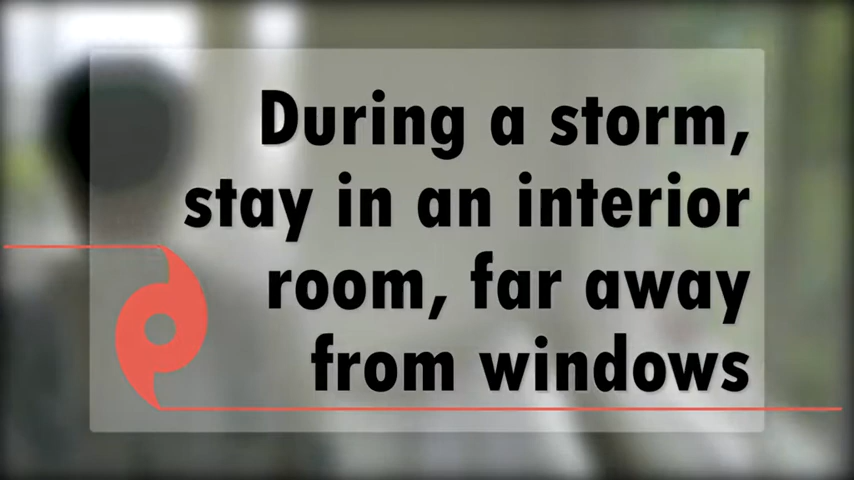 During a storm,
stay in an interior
room, far away
from windows